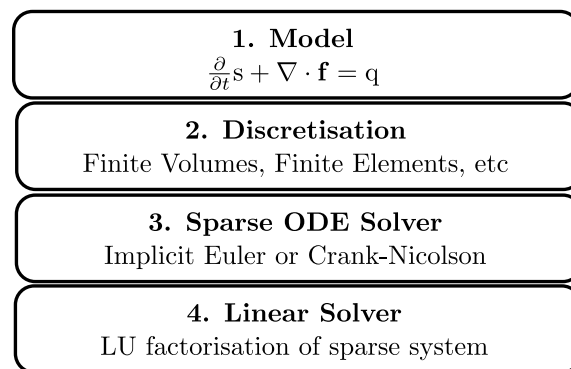 1. Model
∂/∂t s + ∇ · f = q
2. Discretisation
Finite Volumes, Finite Elements, etc
3. Sparse ODE Solver
Implicit Euler or Crank-Nicolson
4. Linear Solver
LU factorisation of sparse system